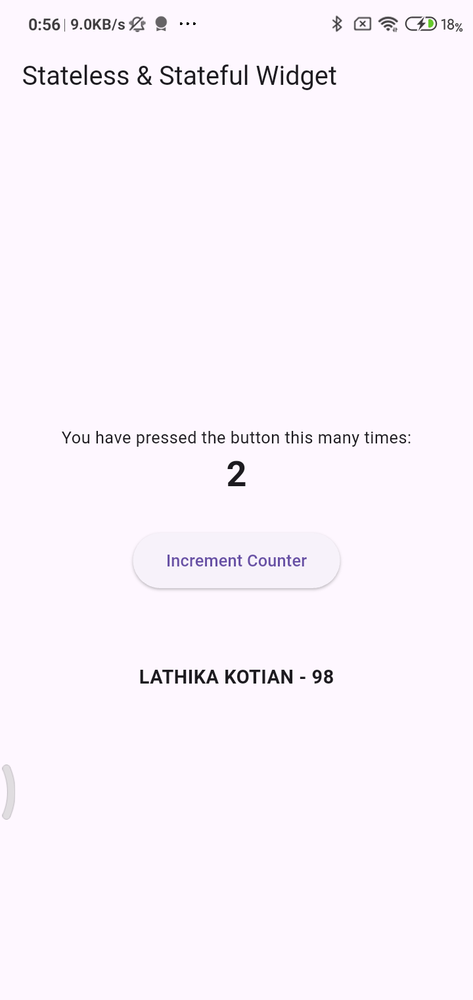 0:56 | 9.0KB/s 18%
Stateless & Stateful Widget
You have pressed the button this many times:
2
Increment Counter
LATHIKA KOTIAN - 98